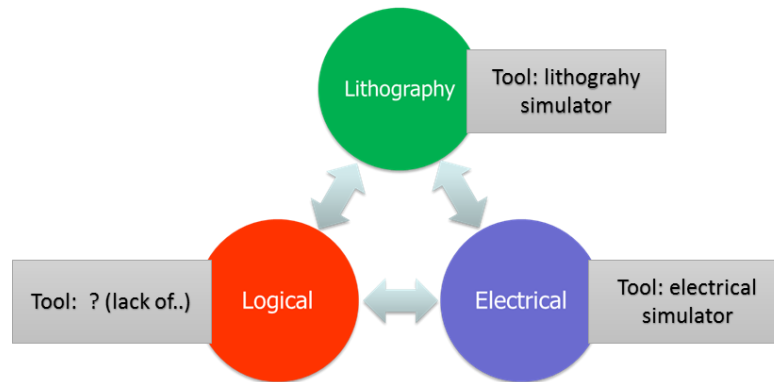 Lithography
Tool: lithograhy
simulator
Tool:  ? (lack of..)
Logical
Electrical
Tool: electrical
simulator